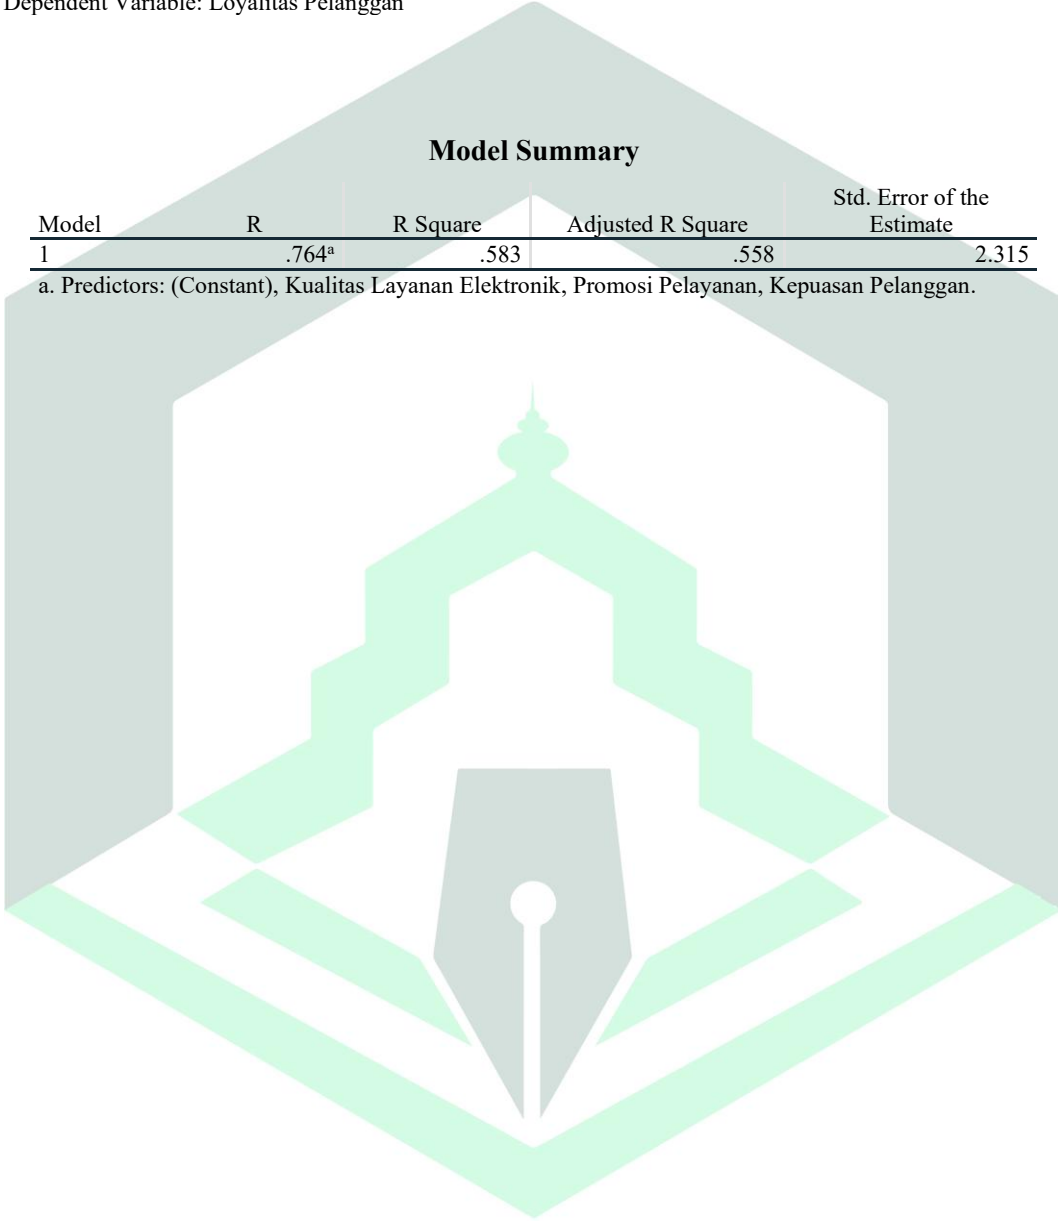 Dependent Variable: Loyalitas Pelanggan
Model Summary
Model R R Square Adjusted R Square Std. Error of the Estimate
1 .764a .583 .558 2.315
a. Predictors: (Constant), Kualitas Layanan Elektronik, Promosi Pelayanan, Kepuasan Pelanggan.